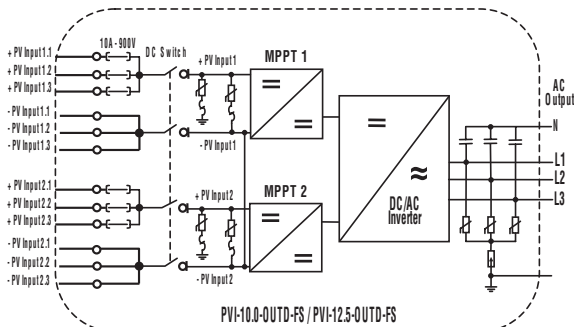 10A-900V
DC Switch
+ PV Input1.1
+ PV Input1.2
+ PV Input1.3
- PV Input1.1
- PV Input1.2
- PV Input1.3
+ PV Input1
- PV Input1
MPPT 1
+ PV Input2.1
+ PV Input2.2
+ PV Input2.3
- PV Input2.1
- PV Input2.2
- PV Input2.3
+ PV Input2
- PV Input2
MPPT 2
DC/AC
Inverter
AC
Output
N
L1
L2
L3
PVI-10.0-OUTD-FS / PVI-12.5-OUTD-FS